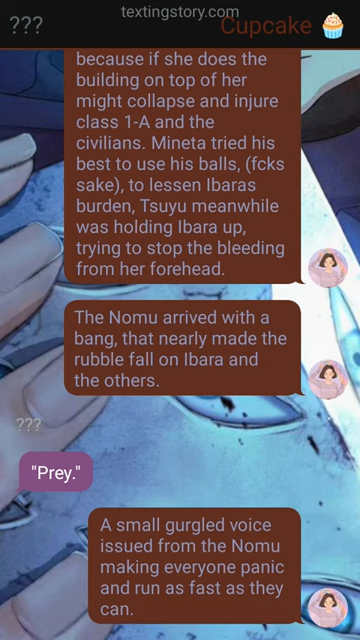 textingstory.com
???
Cupcake 🧁
because if she does the
building on top of her
might collapse and injure
class 1-A and the
civilians. Mineta tried his
best to use his balls, (fcks
sake), to lessen Ibaras
burden, Tsuyu meanwhile
was holding Ibara up,
trying to stop the bleeding
from her forehead.
The Nomu arrived with a
bang, that nearly made the
rubble fall on Ibara and
the others.
???
"Prey."
A small gurgled voice
issued from the Nomu
making everyone panic
and run as fast as they
can.